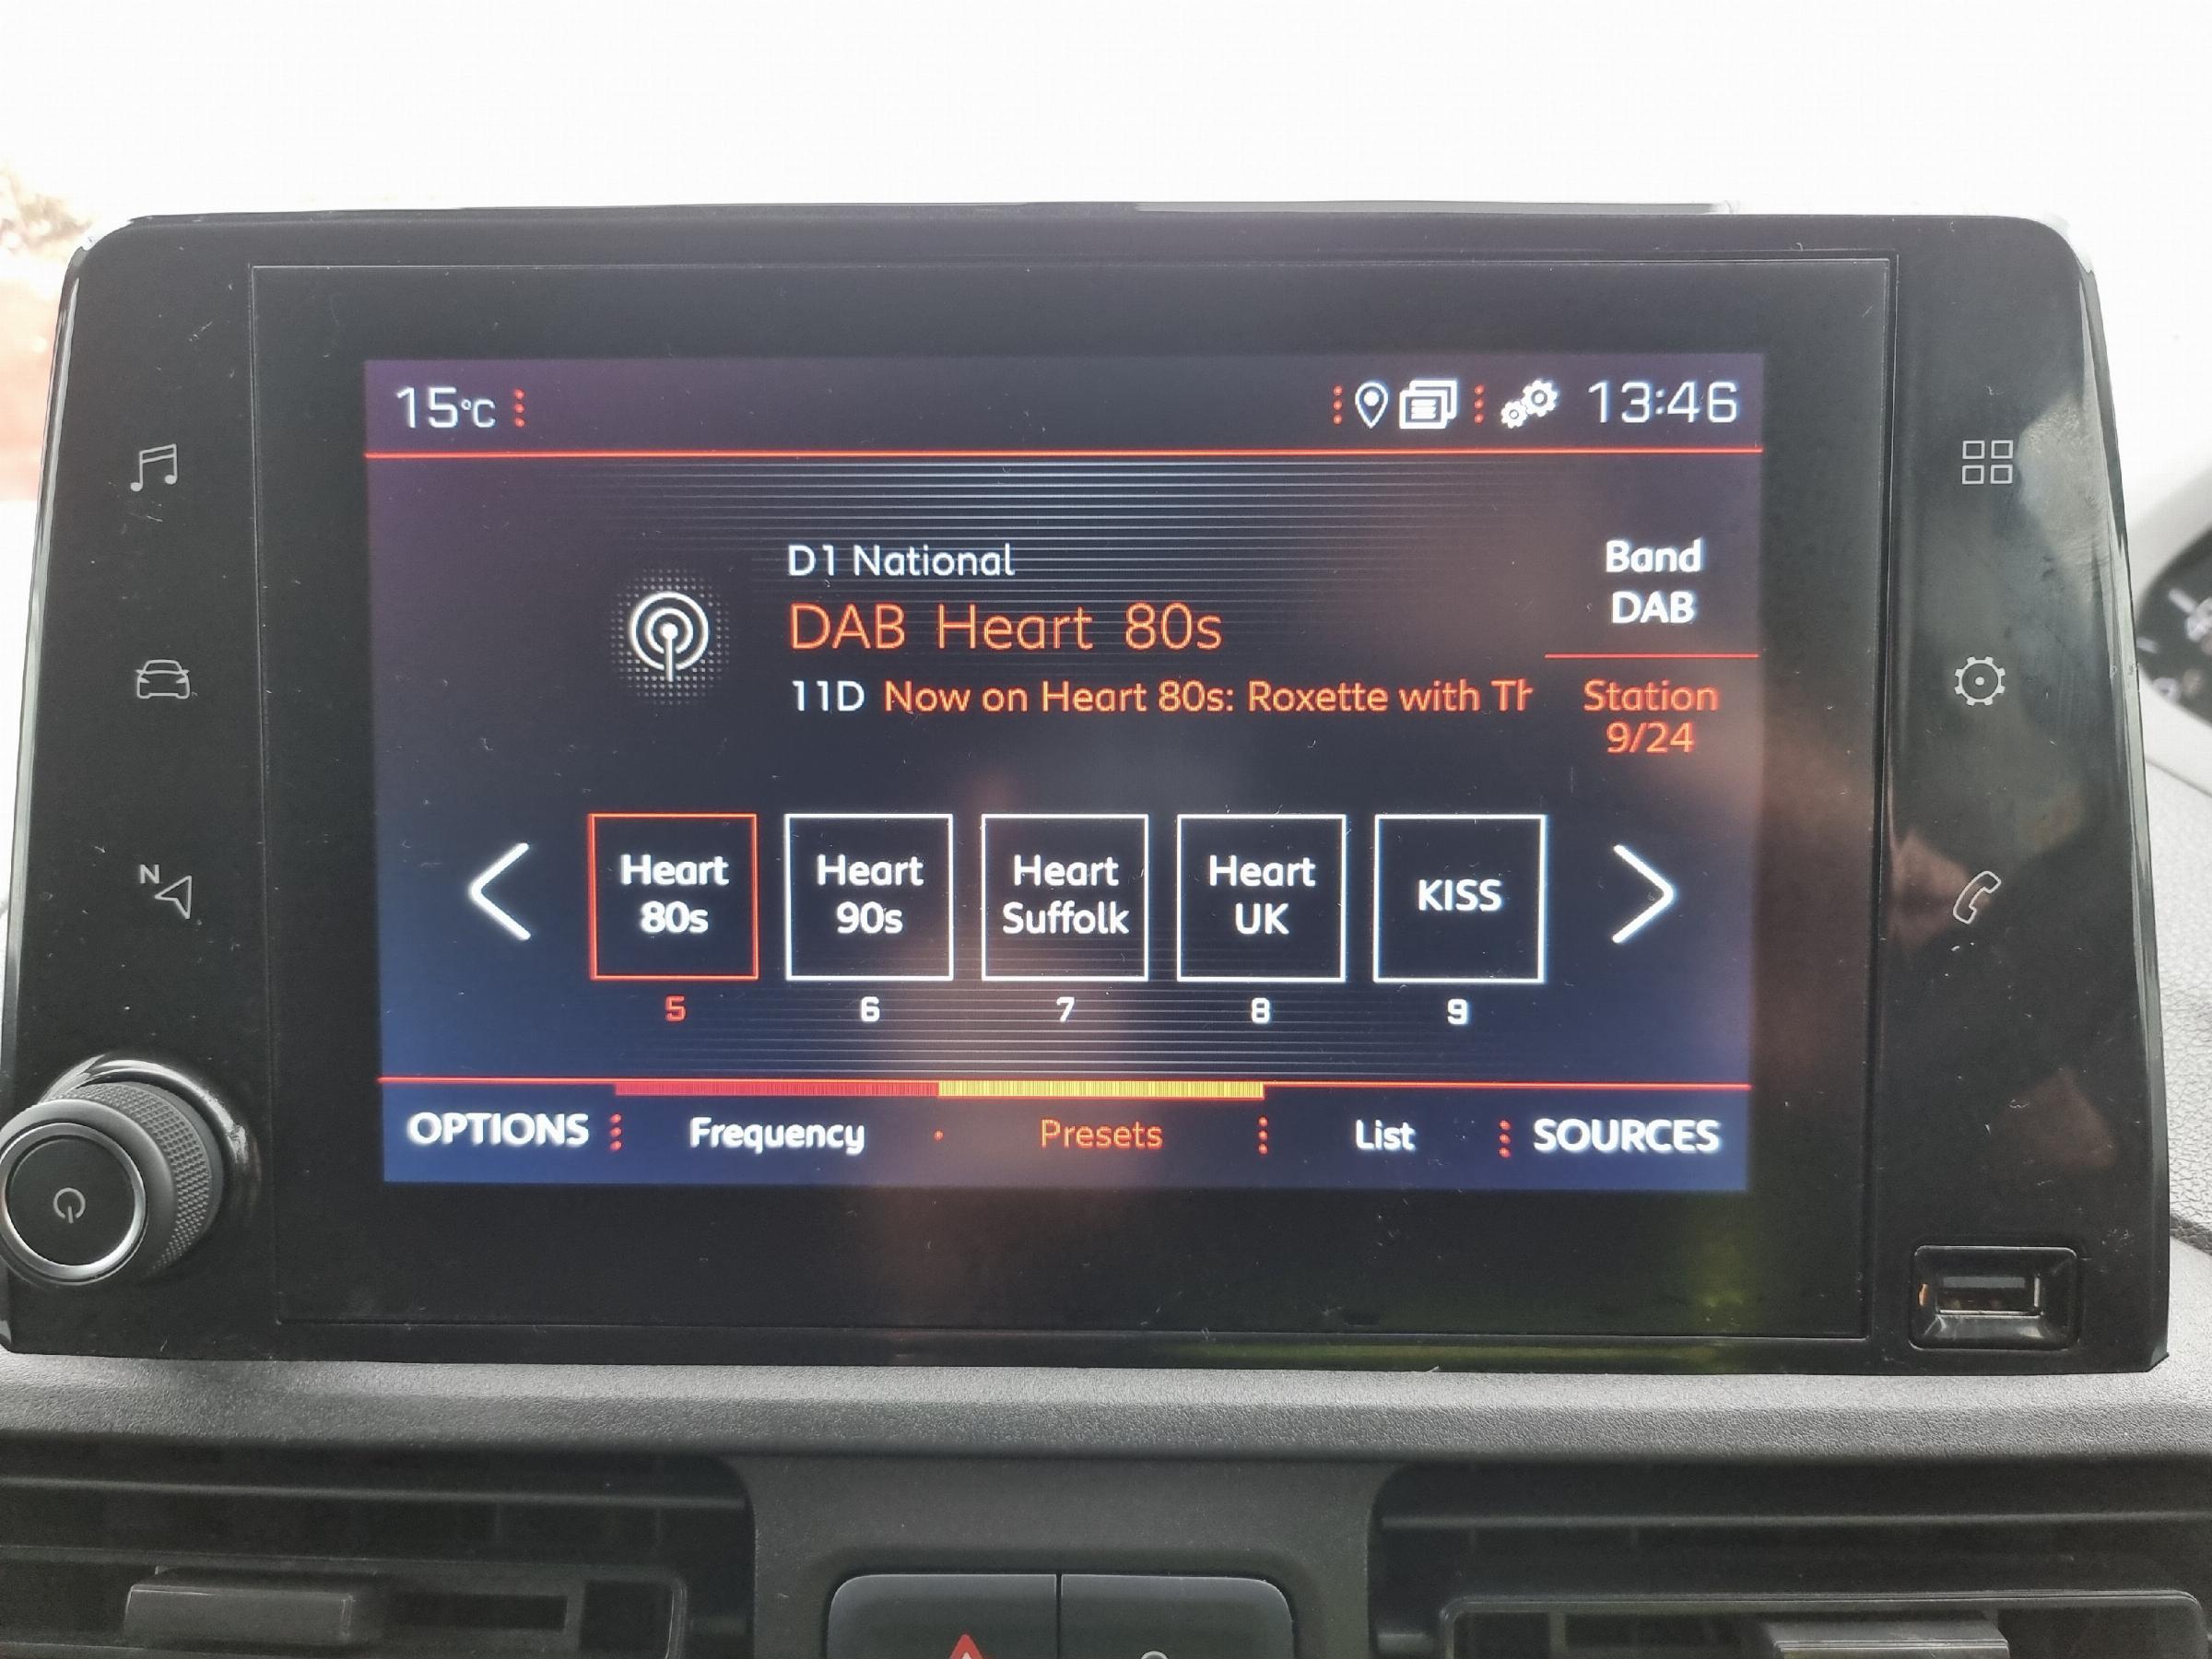 15°C 13:46
D1 National
Band
DAB Heart 80s
DAB
11D Now on Heart 80s: Roxette with Th
Station
9/24
Heart 80s
Heart 90s
Heart Suffolk
Heart UK
KISS
5 6 7 8 9
OPTIONS Frequency Presets List SOURCES
N